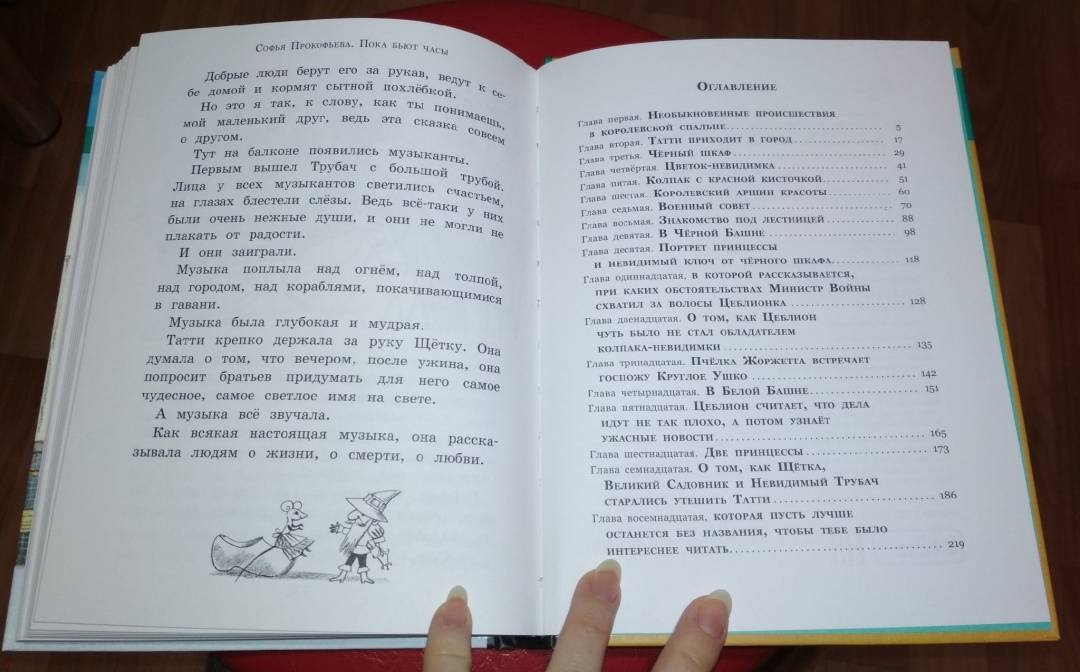 Софья Прокофьева. Пока бьют часы
Добрые люди берут его за рукав, ведут к се-
бе домой и кормят сытной похлёбкой.
Но это я так, к слову, как ты понимаешь,
мой маленький друг, ведь эта сказка совсем
о другом.
Тут на балконе появились музыканты.
Первым вышел Трубач с большой трубой.
Лица у всех музыкантов светились счастьем,
на глазах блестели слёзы. Ведь всё-таки у них
были очень нежные души, и они не могли не
плакать от радости.
И они заиграли.
Музыка поплыла над огнём, над толпой,
над городом, над кораблями, покачивающимися
в гавани.
Музыка была глубокая и мудрая.
Татти крепко держала за руку Щётку. Она
думала о том, что вечером, после ужина, она
попросит братьев придумать для него самое
чудесное, самое светлое имя на свете.
А музыка всё звучала.
Как всякая настоящая музыка, она расска-
зывала людям о жизни, о смерти, о любви.
Оглавление
Глава первая. Необыкновенные происшествия
в королевской спальне ..... 5
Глава вторая. Татти приходит в город ..... 17
Глава третья. Чёрный шкаф ..... 29
Глава четвёртая. Цветок-невидимка ..... 41
Глава пятая. Колпак с красной кисточкой ..... 51
Глава шестая. Королевский аршин красоты ..... 60
Глава седьмая. Военный совет ..... 70
Глава восьмая. Знакомство под лестницей ..... 88
Глава девятая. В Чёрной Башне ..... 98
Глава десятая. Портрет принцессы
и невидимый ключ от чёрного шкафа ..... 118
Глава одиннадцатая, в которой рассказывается,
при каких обстоятельствах Министр Войны
схватил за волосы Цеблионка ..... 128
Глава двенадцатая. О том, как Цеблион
чуть было не стал обладателем
колпака-невидимки ..... 135
Глава тринадцатая. Пчёлка Жоржетта встречает
госпожу Круглое Ушко ..... 142
Глава четырнадцатая. В Белой Башне ..... 151
Глава пятнадцатая. Цеблион считает, что дела
идут не так плохо, а потом узнаёт
ужасные новости ..... 165
Глава шестнадцатая. Две принцессы ..... 173
Глава семнадцатая. О том, как Щётка,
Великий Садовник и Невидимый Трубач
старались утешить Татти ..... 186
Глава восемнадцатая, которая пусть лучше
останется без названия, чтобы тебе было
интереснее читать ..... 219